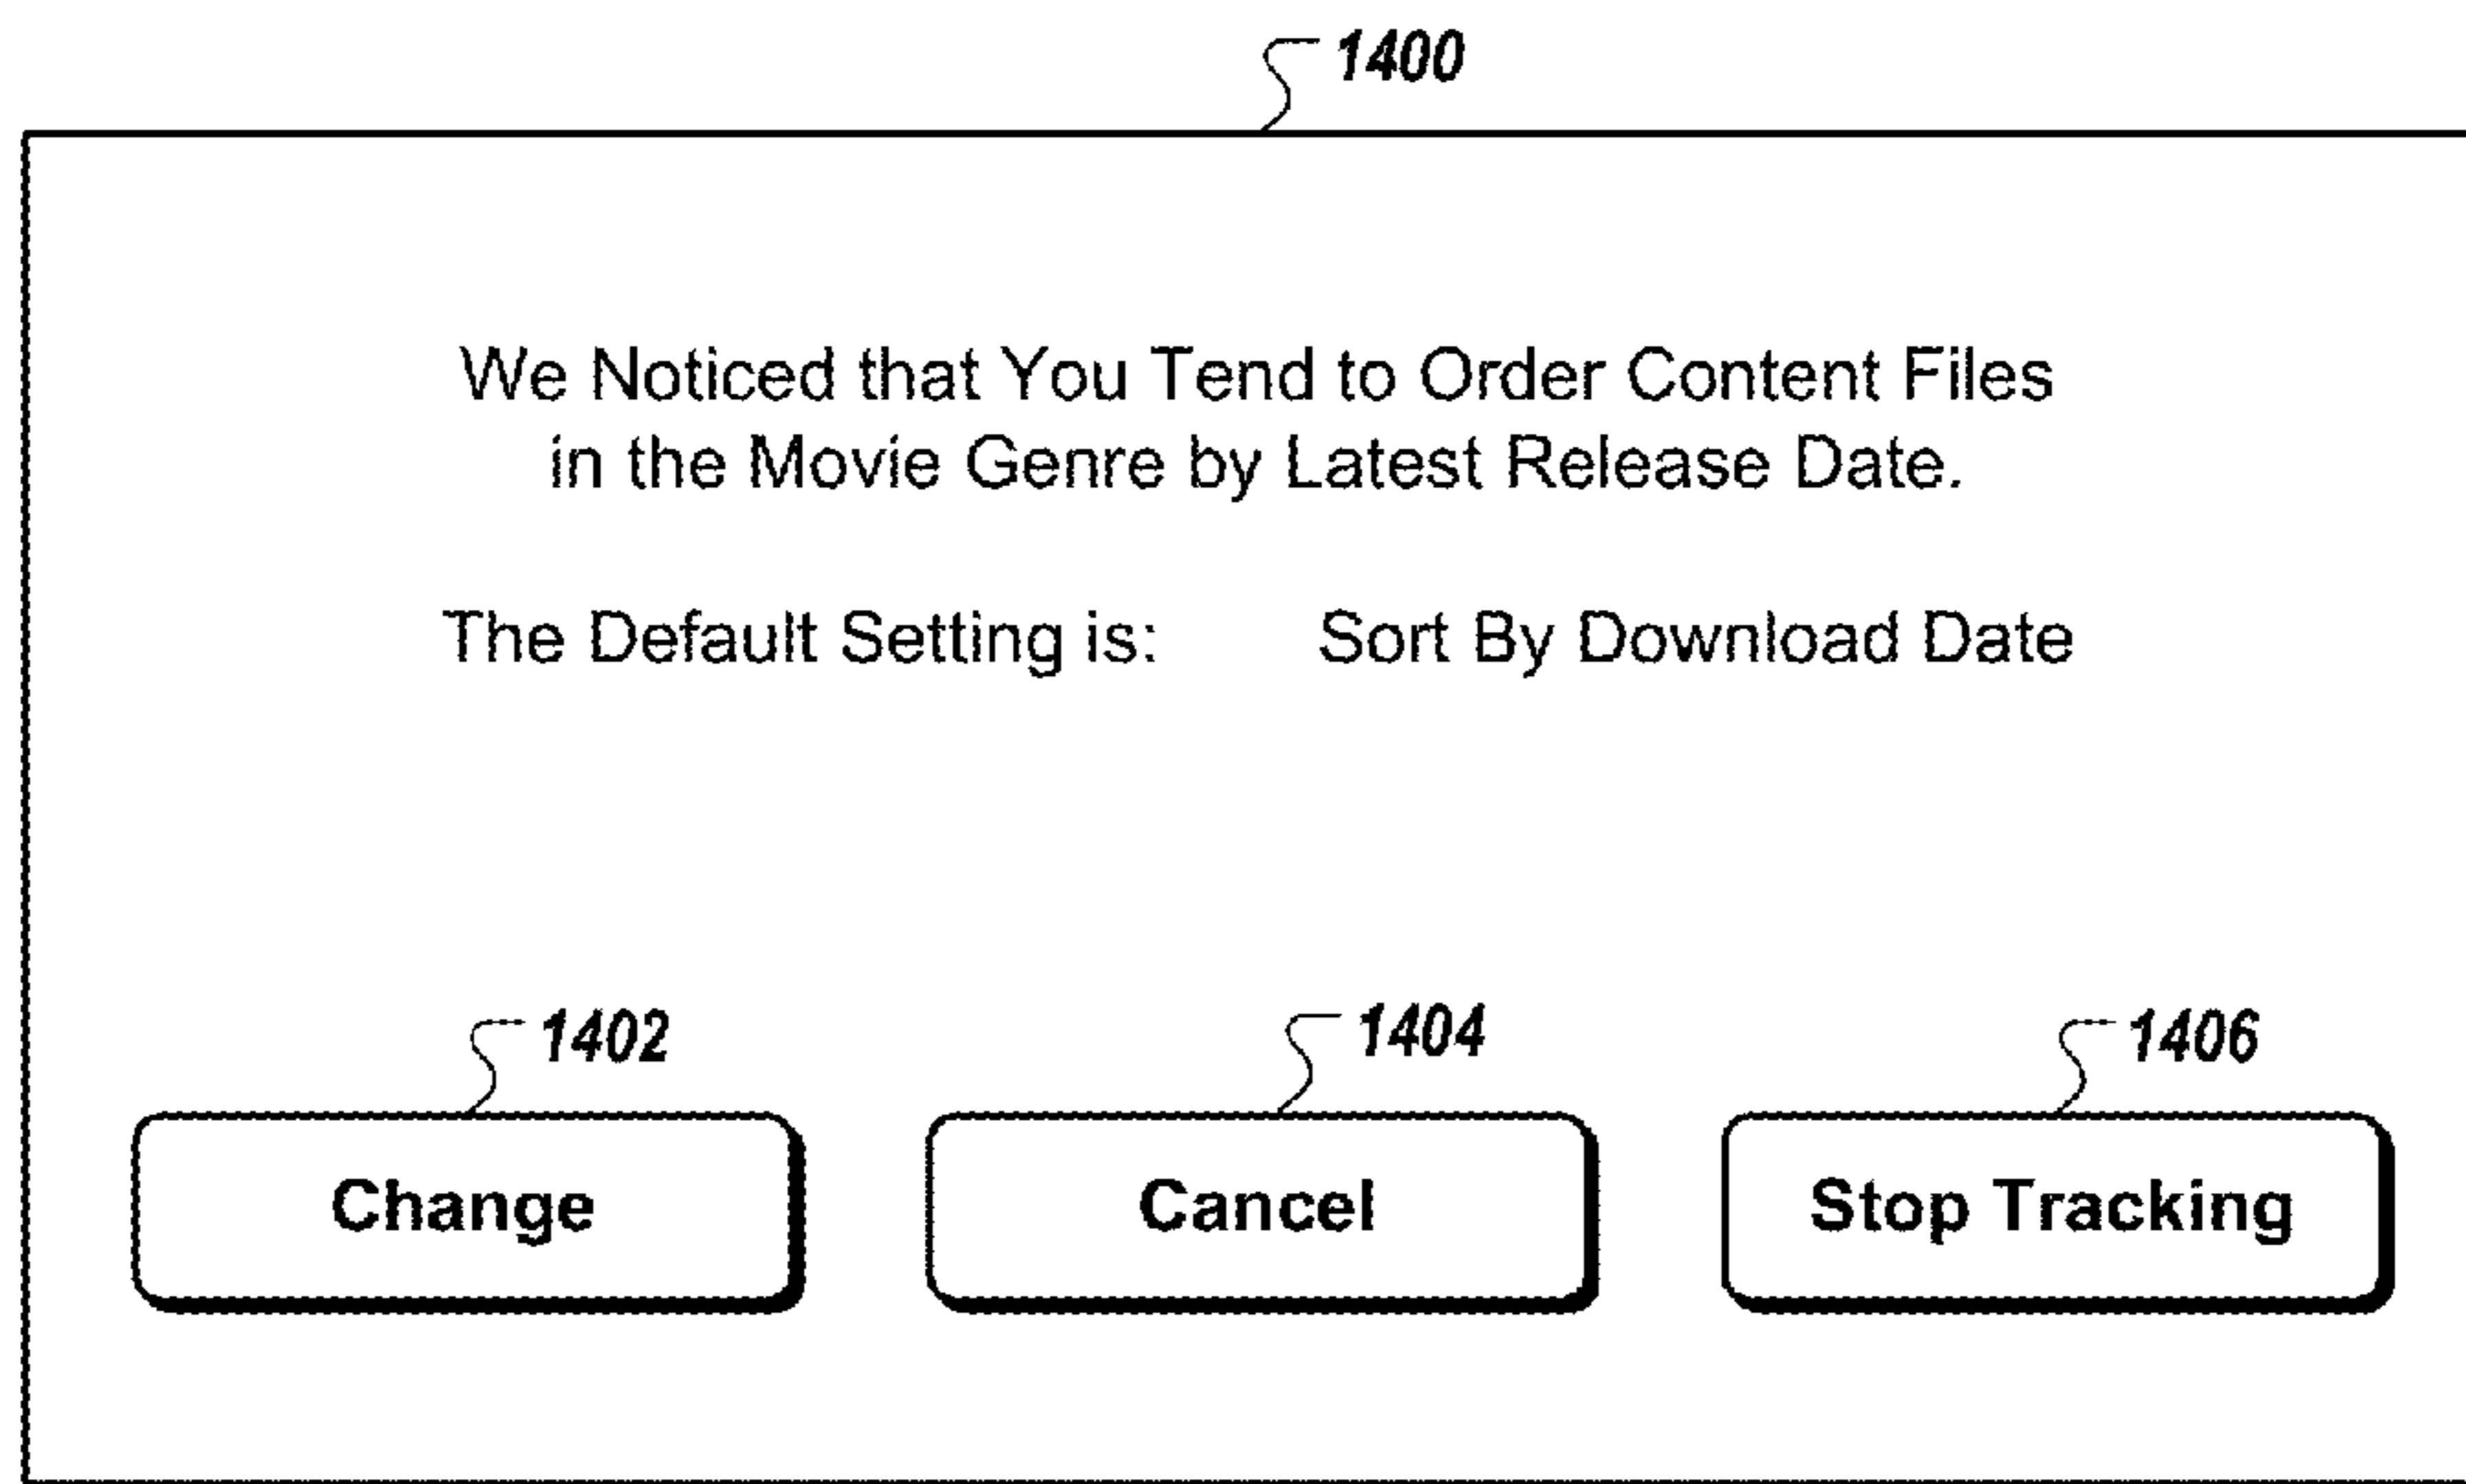 1400
We Noticed that You Tend to Order Content Files
in the Movie Genre by Latest Release Date.
The Default Setting is: Sort By Download Date
1402 1404 1406
Change Cancel Stop Tracking